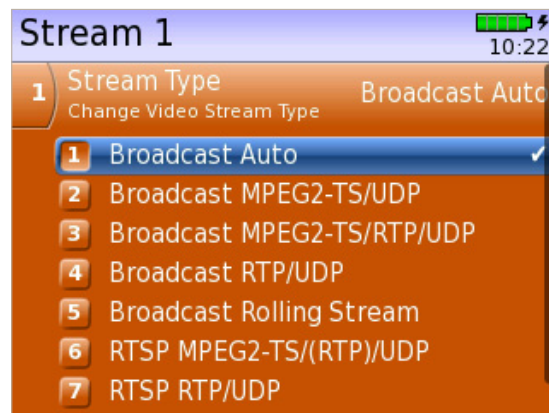 Stream 1
10:22
1 Stream Type
Change Video Stream Type
Broadcast Auto
1 Broadcast Auto ✓
2 Broadcast MPEG2-TS/UDP
3 Broadcast MPEG2-TS/RTP/UDP
4 Broadcast RTP/UDP
5 Broadcast Rolling Stream
6 RTSP MPEG2-TS/(RTP)/UDP
7 RTSP RTP/UDP